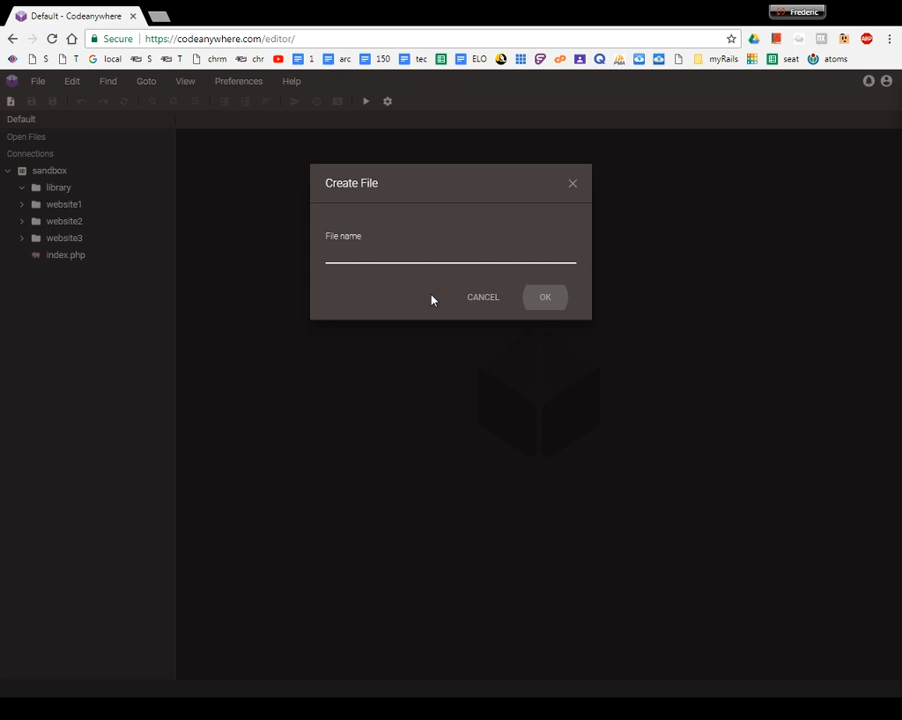 Default - Codeanywhere
Frederic
Secure https://codeanywhere.com/editor/
S T local S T chrm chr 1 arc 150 tec ELO myRails seat atoms
File Edit Find Goto View Preferences Help
Default
Open Files
Connections
sandbox
library
website1
website2
website3
index.php
Create File
File name
CANCEL OK